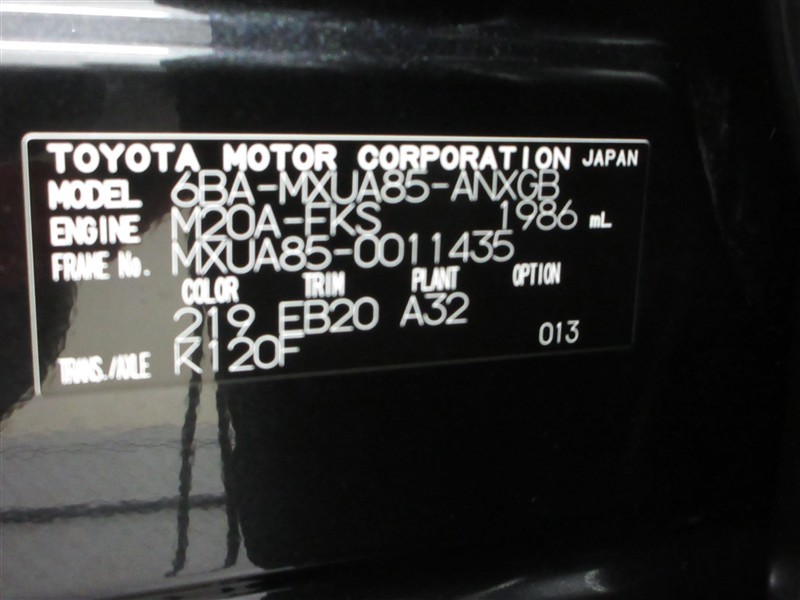 TOYOTA MOTOR CORPORATION JAPAN
MODEL 6BA-MXUA85-ANXGB
ENGINE M20A-FKS 1986 mL
FRAME No. MXUA85-0011435
COLOR TRIM PLANT OPTION
219 EB20 A32
013
TRANS./AXLE K120F